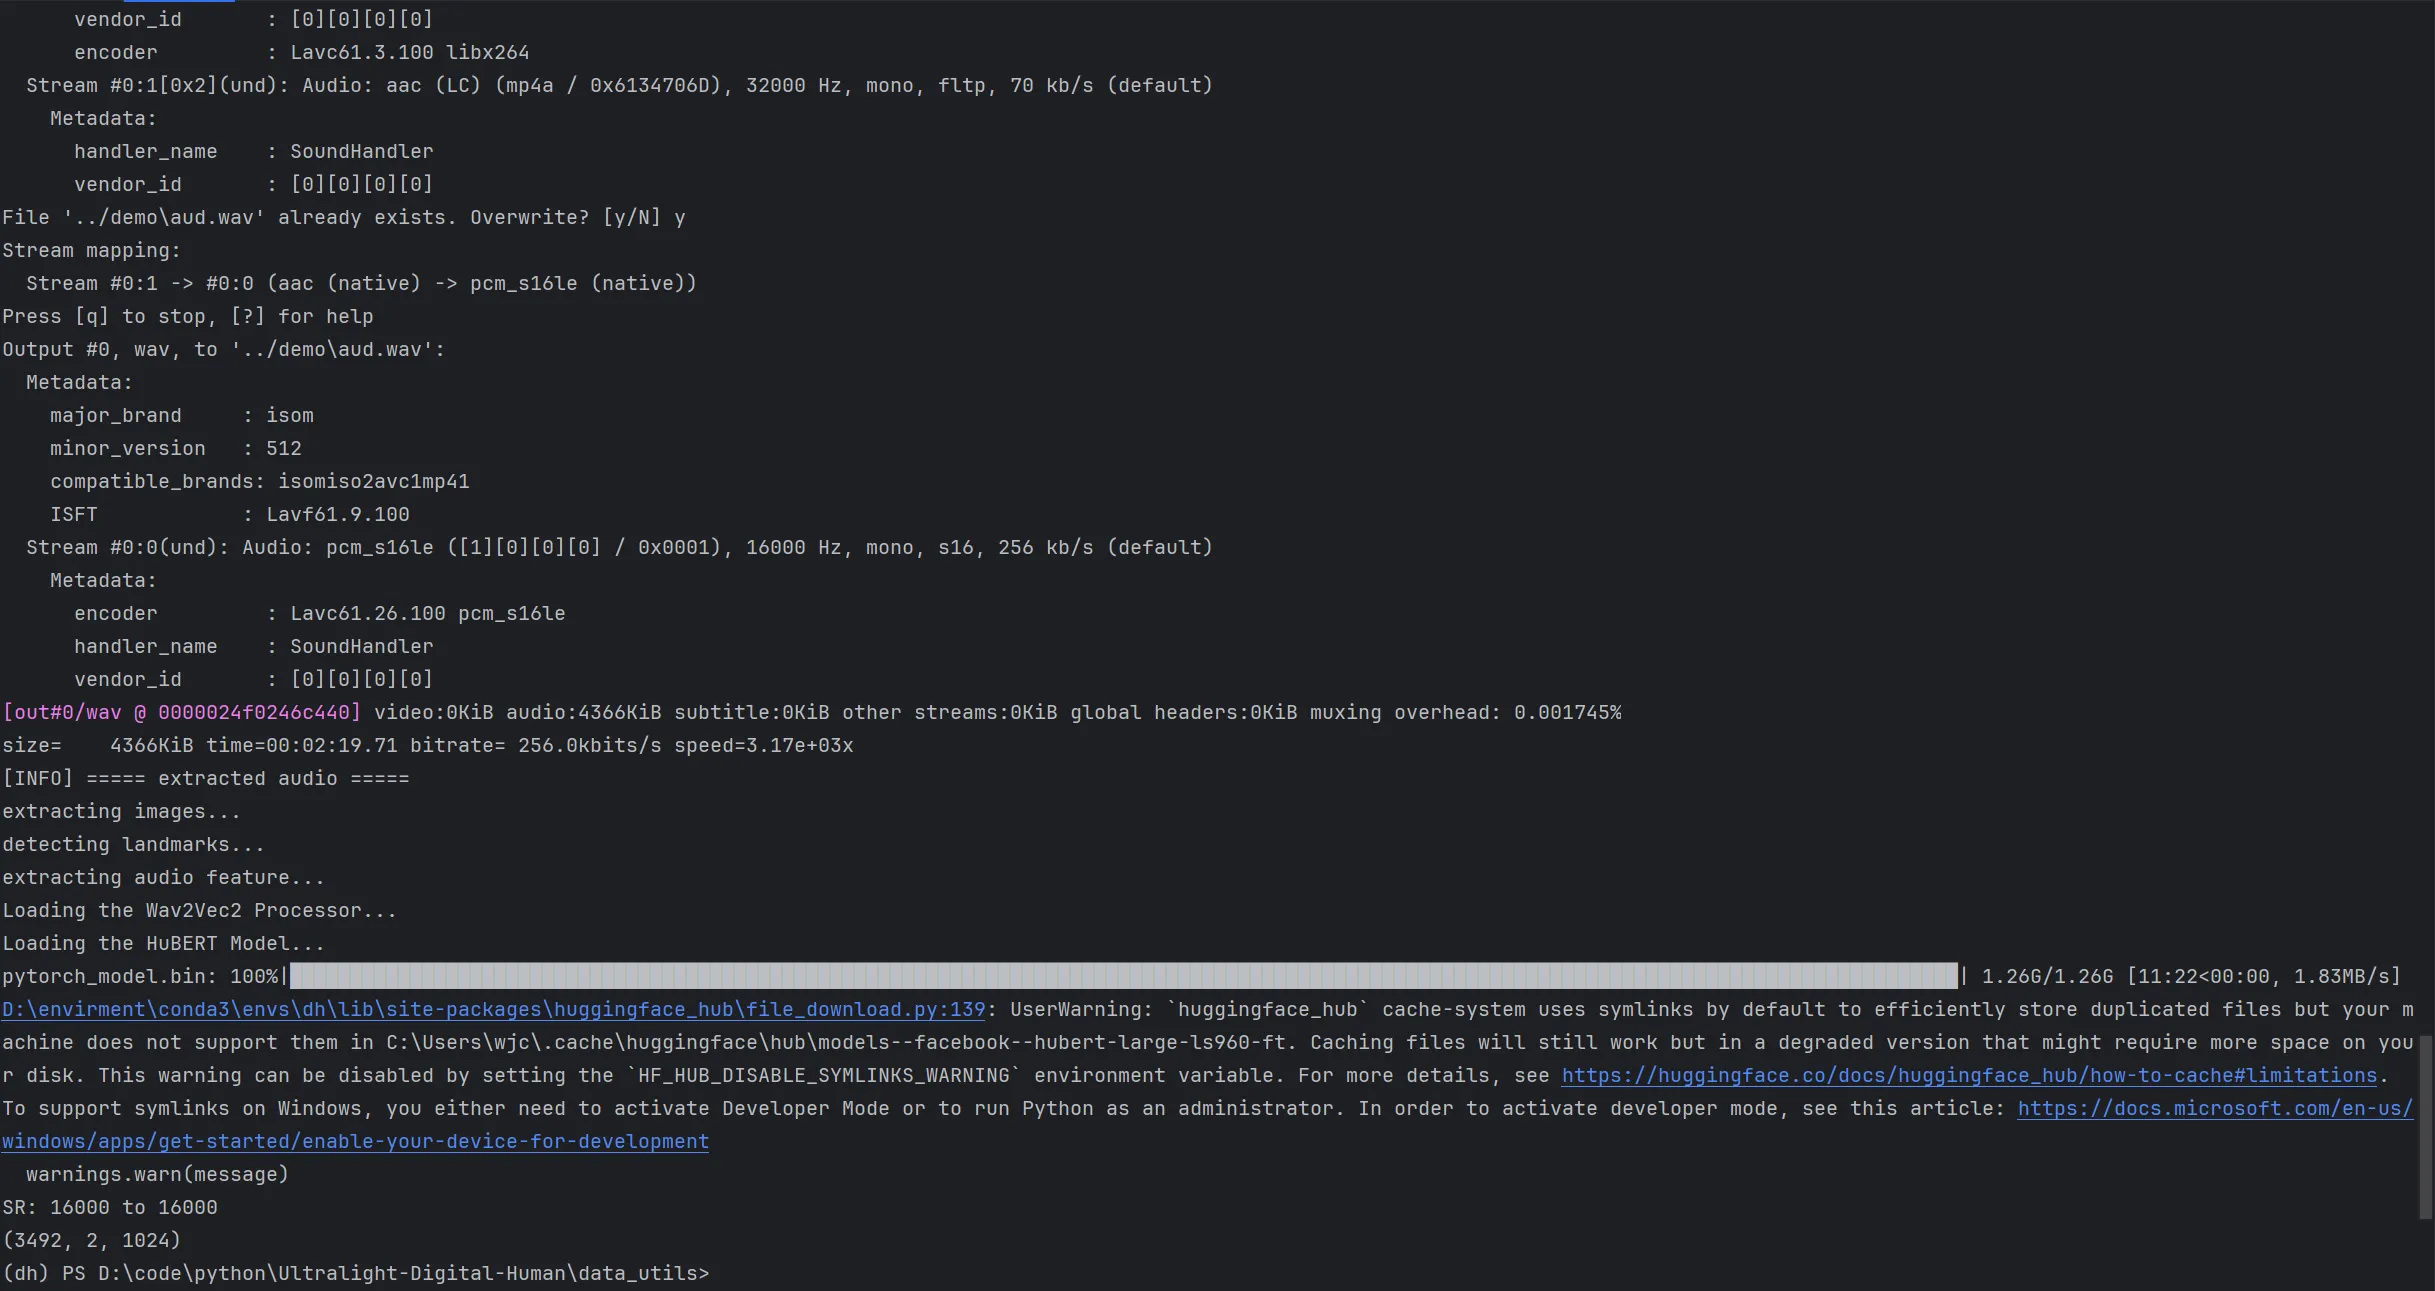 vendor_id       : [0][0][0][0]
      encoder         : Lavc61.3.100 libx264
  Stream #0:1[0x2](und): Audio: aac (LC) (mp4a / 0x6134706D), 32000 Hz, mono, fltp, 70 kb/s (default)
    Metadata:
      handler_name    : SoundHandler
      vendor_id       : [0][0][0][0]
File '../demo\aud.wav' already exists. Overwrite? [y/N] y
Stream mapping:
  Stream #0:1 -> #0:0 (aac (native) -> pcm_s16le (native))
Press [q] to stop, [?] for help
Output #0, wav, to '../demo\aud.wav':
  Metadata:
    major_brand     : isom
    minor_version   : 512
    compatible_brands: isomiso2avc1mp41
    ISFT            : Lavf61.9.100
  Stream #0:0(und): Audio: pcm_s16le ([1][0][0][0] / 0x0001), 16000 Hz, mono, s16, 256 kb/s (default)
    Metadata:
      encoder         : Lavc61.26.100 pcm_s16le
      handler_name    : SoundHandler
      vendor_id       : [0][0][0][0]
[out#0/wav @ 0000024f0246c440] video:0KiB audio:4366KiB subtitle:0KiB other streams:0KiB global headers:0KiB muxing overhead: 0.001745%
size=    4366KiB time=00:02:19.71 bitrate= 256.0kbits/s speed=3.17e+03x
[INFO] ===== extracted audio =====
extracting images...
detecting landmarks...
extracting audio feature...
Loading the Wav2Vec2 Processor...
Loading the HuBERT Model...
pytorch_model.bin: 100%|| 1.26G/1.26G [11:22<00:00, 1.83MB/s]
D:\envirment\conda3\envs\dh\lib\site-packages\huggingface_hub\file_download.py:139: UserWarning: `huggingface_hub` cache-system uses symlinks by default to efficiently store duplicated files but your m
achine does not support them in C:\Users\wjc\.cache\huggingface\hub\models--facebook--hubert-large-ls960-ft. Caching files will still work but in a degraded version that might require more space on you
r disk. This warning can be disabled by setting the `HF_HUB_DISABLE_SYMLINKS_WARNING` environment variable. For more details, see https://huggingface.co/docs/huggingface_hub/how-to-cache#limitations.
To support symlinks on Windows, you either need to activate Developer Mode or to run Python as an administrator. In order to activate developer mode, see this article: https://docs.microsoft.com/en-us/
windows/apps/get-started/enable-your-device-for-development
  warnings.warn(message)
SR: 16000 to 16000
(3492, 2, 1024)
(dh) PS D:\code\python\Ultralight-Digital-Human\data_utils>